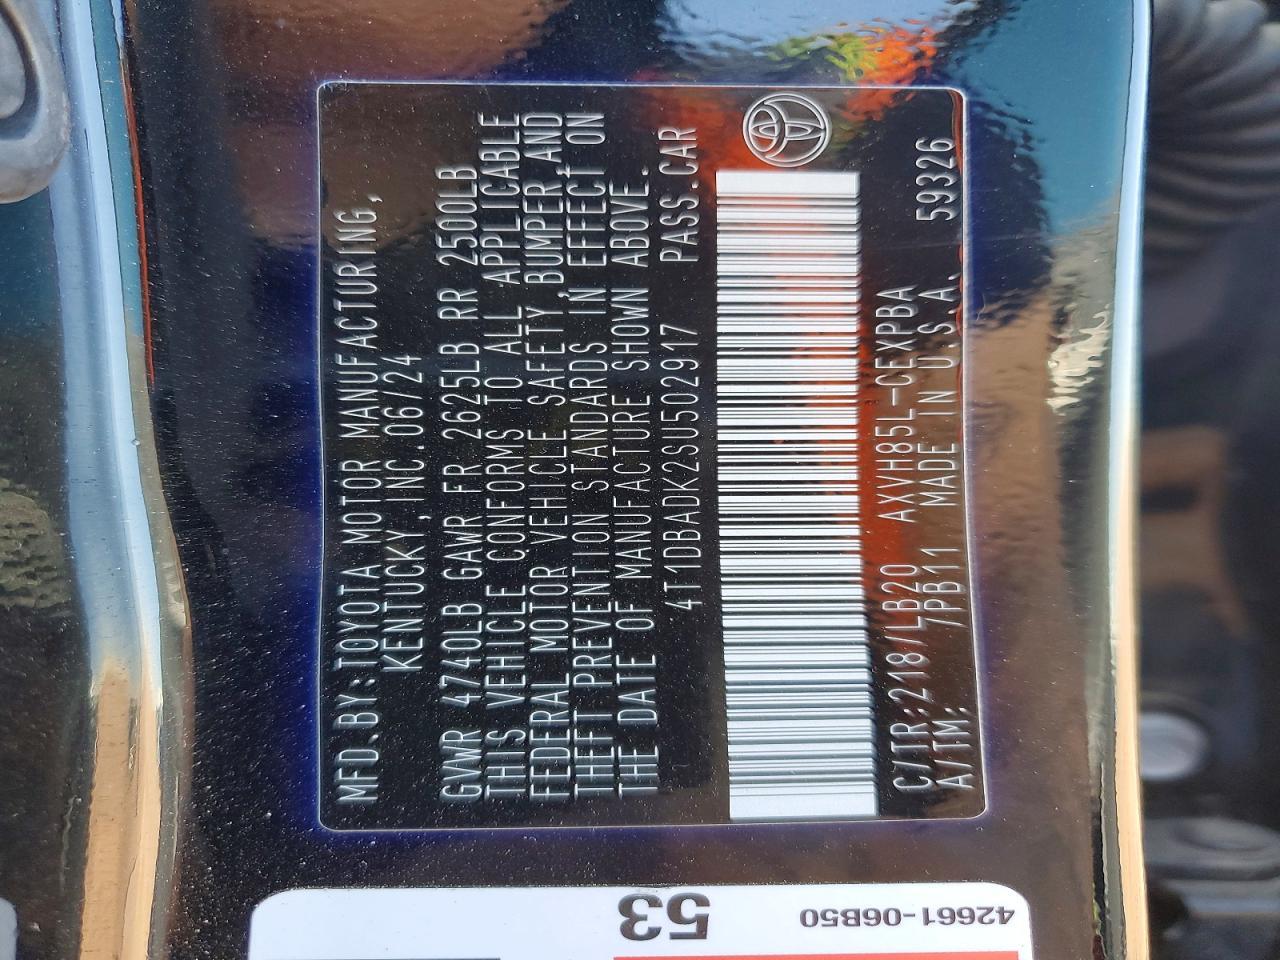 MFD.BY:TOYOTA MOTOR MANUFACTURING,
KENTUCKY, INC.06/24
GVWR 4740LB GAWR FR 2625LB RR 2500LB
THIS VEHICLE CONFORMS TO ALL APPLICABLE
FEDERAL MOTOR VEHICLE SAFETY, BUMPER,AND
THEFT PREVENTION STANDARDS IN EFFECT ON
THE DATE OF MANUFACTURE SHOWN ABOVE.
4T1DBADK2SU502917 PASS.CAR
C/TR:218/LB20 AXVH85L-CEXPBA
A/TM: 7PB11 MADE IN U.S.A. 59326
53 42661-06B50